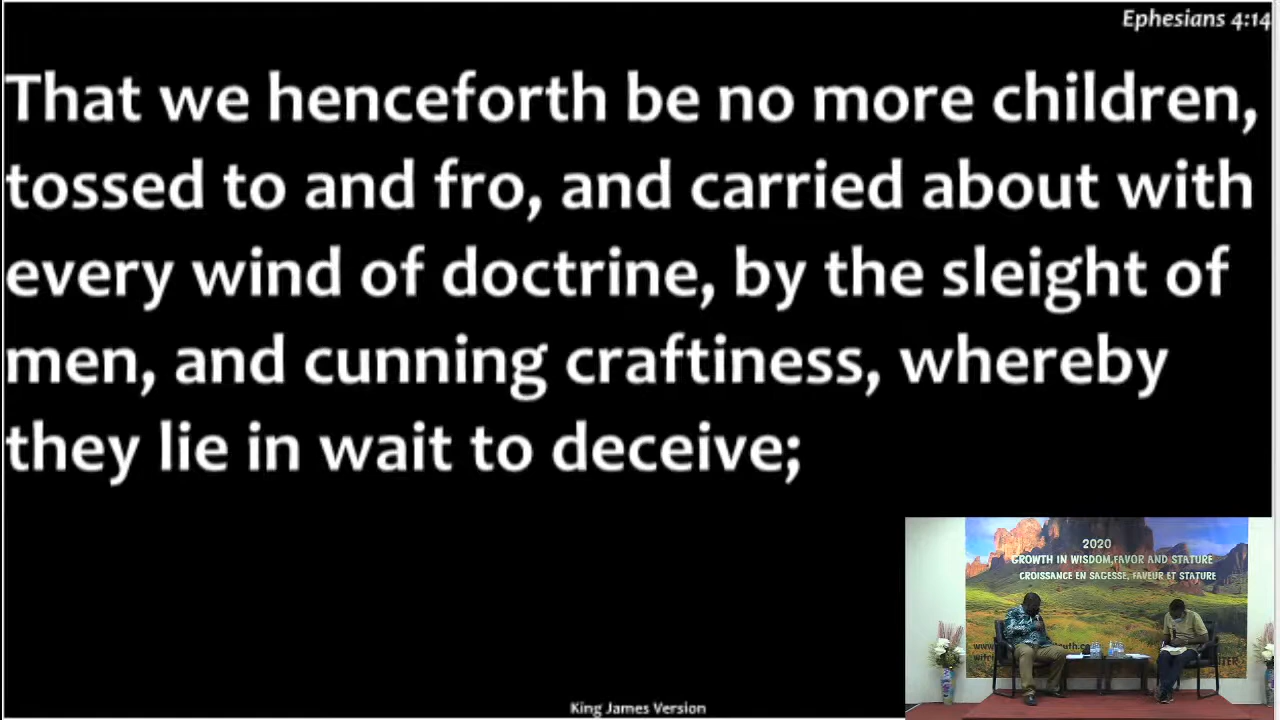 Ephesians 4:14
That we henceforth be no more children,
tossed to and fro, and carried about with
every wind of doctrine, by the sleight of
men, and cunning craftiness, whereby
they lie in wait to deceive;
2020
GROWTH IN WISDOM,FAVOR AND STATURE
CROISSANCE EN SAGESSE, FAVEUR ET STATURE
King James Version